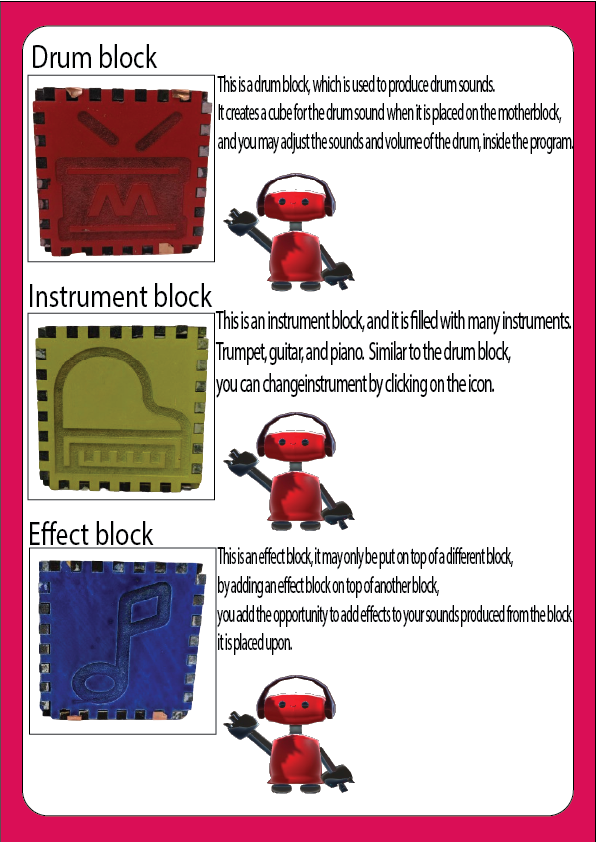 Drum block
This is a drum block, which is used to produce drum sounds.
It creates a cube for the drum sound when it is placed on the motherblock,
and you may adjust the sounds and volume of the drum, inside the program.
Instrument block
This is an instrument block, and it is filled with many instruments.
Trumpet, guitar, and piano. Similar to the drum block,
you can changeinstrument by clicking on the icon.
Effect block
This is an effect block, it may only be put on top of a different block,
by adding an effect block on top of another block,
you add the opportunity to add effects to your sounds produced from the block
it is placed upon.